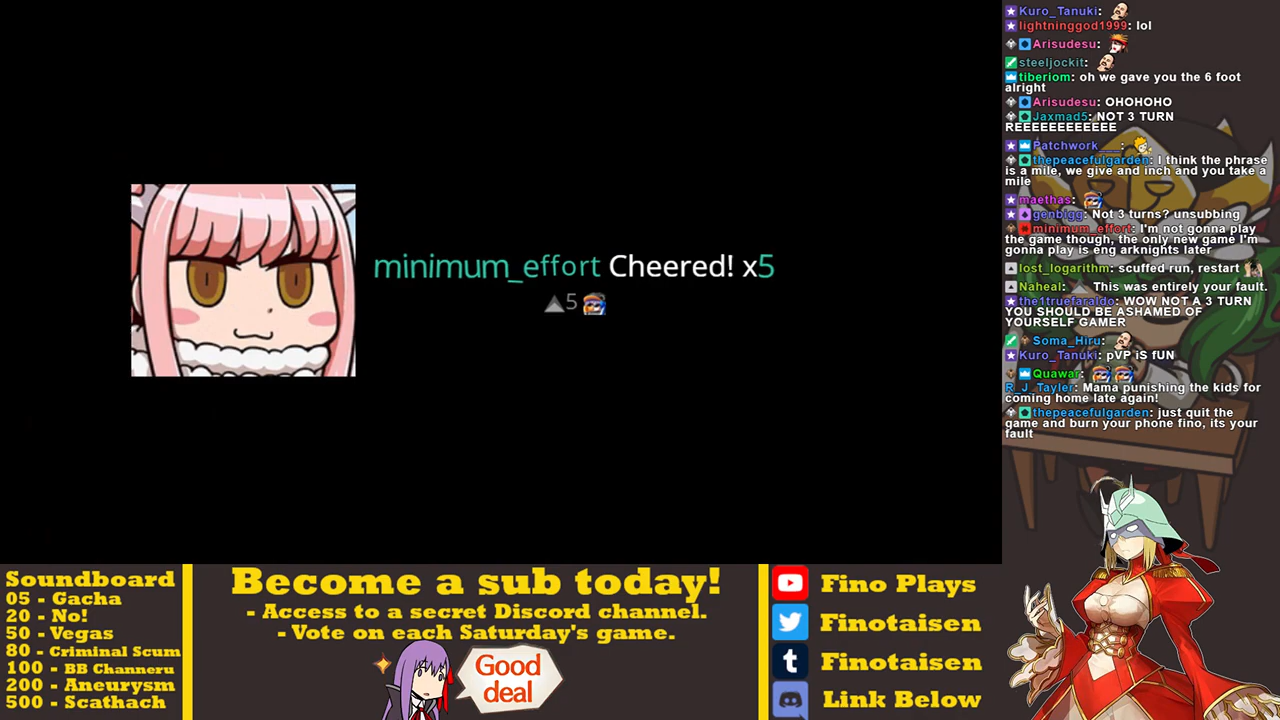 minimum_effort Cheered! x5
5
Kuro_Tanuki:
lightninggod1999: lol
Arisudesu:
steeljockit:
tiberiom: oh we gave you the 6 foot
alright
Arisudesu: OHOHOHO
Jaxmad5: NOT 3 TURN
REEEEEEEEEEEE
Patchwork___:
thepeacefulgarden: I think the phrase
is a mile, we give and inch and you take a
mile
maethas:
genbigg: Not 3 turns? unsubbing
minimum_effort: I'm not gonna play
the game though, the only new game I'm
gonna play is eng arknights later
lost_logarithm: scuffed run, restart
Naheal: This was entirely your fault.
the1truefaraldo: WOW NOT A 3 TURN
YOU SHOULD BE ASHAMED OF
YOURSELF GAMER
Soma_Hiru:
Kuro_Tanuki: pVP iS fUN
Quawar:
R_J_Tayler: Mama punishing the kids for
coming home late again!
thepeacefulgarden: just quit the
game and burn your phone fino, its your
fault
Soundboard
05 - Gacha
20 - No!
50 - Vegas
80 - Criminal Scum
100 - BB Channeru
200 - Aneurysm
500 - Scathach
Become a sub today!
- Access to a secret Discord channel.
- Vote on each Saturday's game.
Good
deal
Fino Plays
Finotaisen
Finotaisen
Link Below